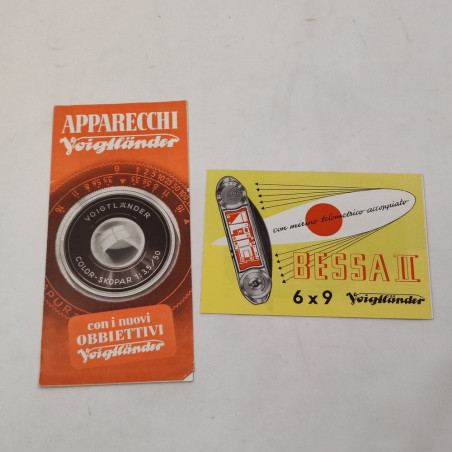 APPARECCHI
Voigtländer
VOIGTLÄNDER
COLOR-SKOPAR 1:3,5/50
con i nuovi
OBBIETTIVI
Voigtländer
con mirino telemetrico accoppiato
BESSA II
6 x 9 Voigtländer